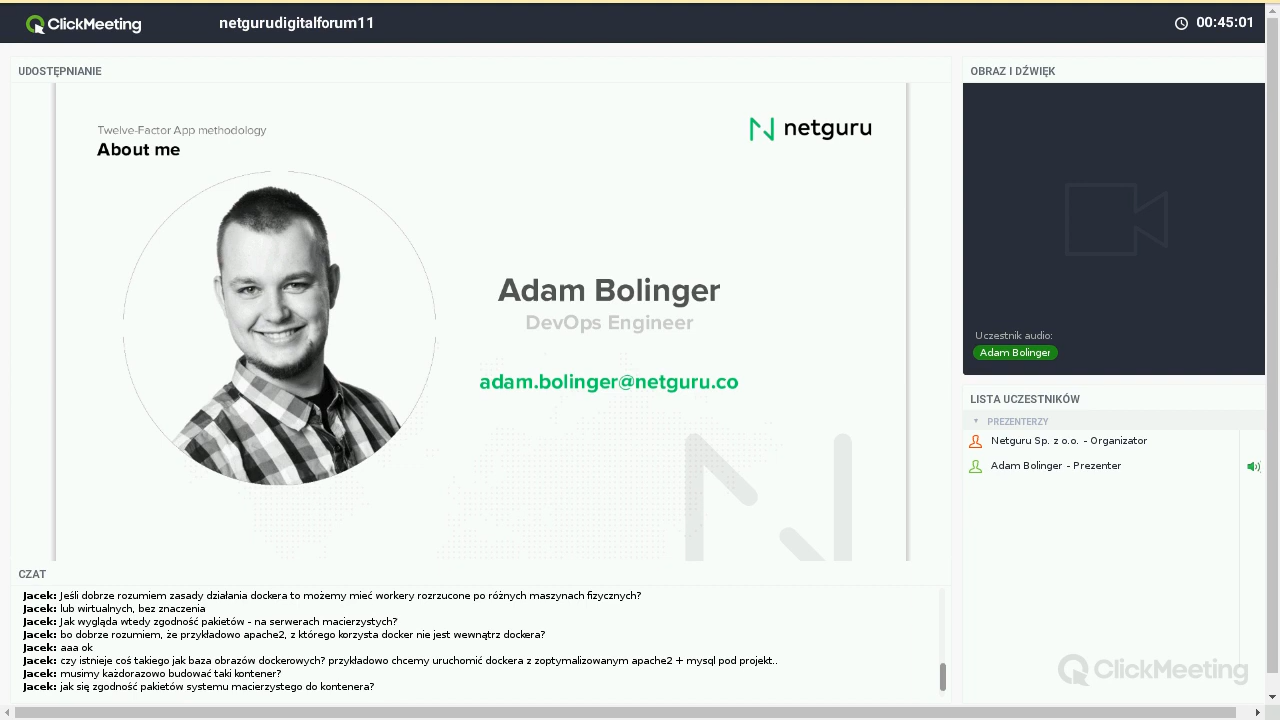 ClickMeeting
netgurudigitalforum11
00:45:01
UDOSTĘPNIANIE
Twelve-Factor App methodology
About me
netguru
Adam Bolinger
DevOps Engineer
adam.bolinger@netguru.co
CZAT
Jacek: Jeśli dobrze rozumiem zasady działania dockera to możemy mieć workery rozrzucone po różnych maszynach fizycznych?
Jacek: lub wirtualnych, bez znaczenia
Jacek: Jak wygląda wtedy zgodność pakietów - na serwerach macierzystych?
Jacek: bo dobrze rozumiem, że przykładowo apache2, z którego korzysta docker nie jest wewnątrz dockera?
Jacek: aaa ok
Jacek: czy istnieje coś takiego jak baza obrazów dockerowych? przykładowo chcemy uruchomić dockera z zoptymalizowanym apache2 + mysql pod projekt..
Jacek: musimy każdorazowo budować taki kontener?
Jacek: jak się zgodność pakietów systemu macierzystego do kontenera?
OBRAZ I DŹWIĘK
Uczestnik audio:
Adam Bolinger
LISTA UCZESTNIKÓW
PREZENTERZY
Netguru Sp. z o.o. - Organizator
Adam Bolinger - Prezenter
ClickMeeting